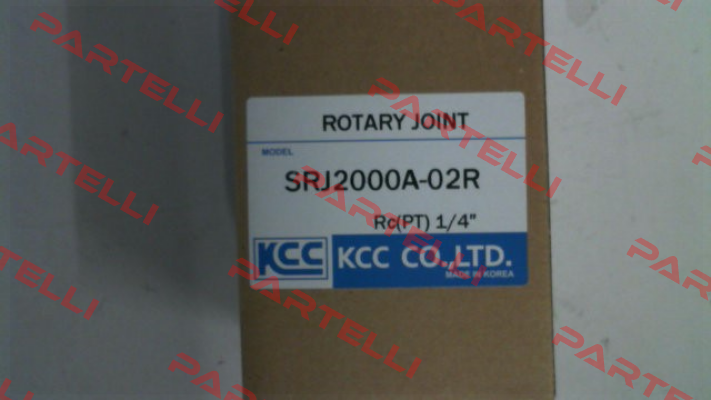 ROTARY JOINT
MODEL
SRJ2000A-02R
Rc(PT) 1/4"
KCC KCC CO.,LTD.
MADE IN KOREA
PARTELLI
PARTELLI
PARTELLI
PARTELLI
PARTELLI
PARTELLI
PARTELLI